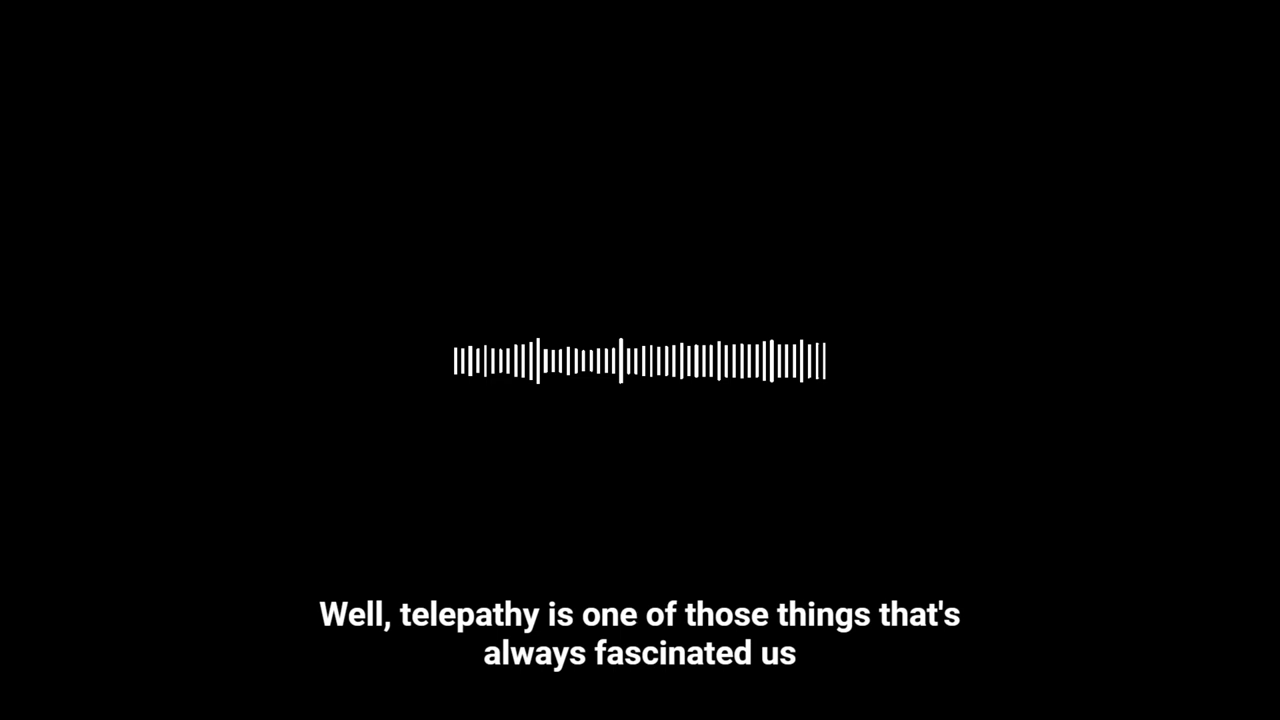 Well, telepathy is one of those things that's
always fascinated us